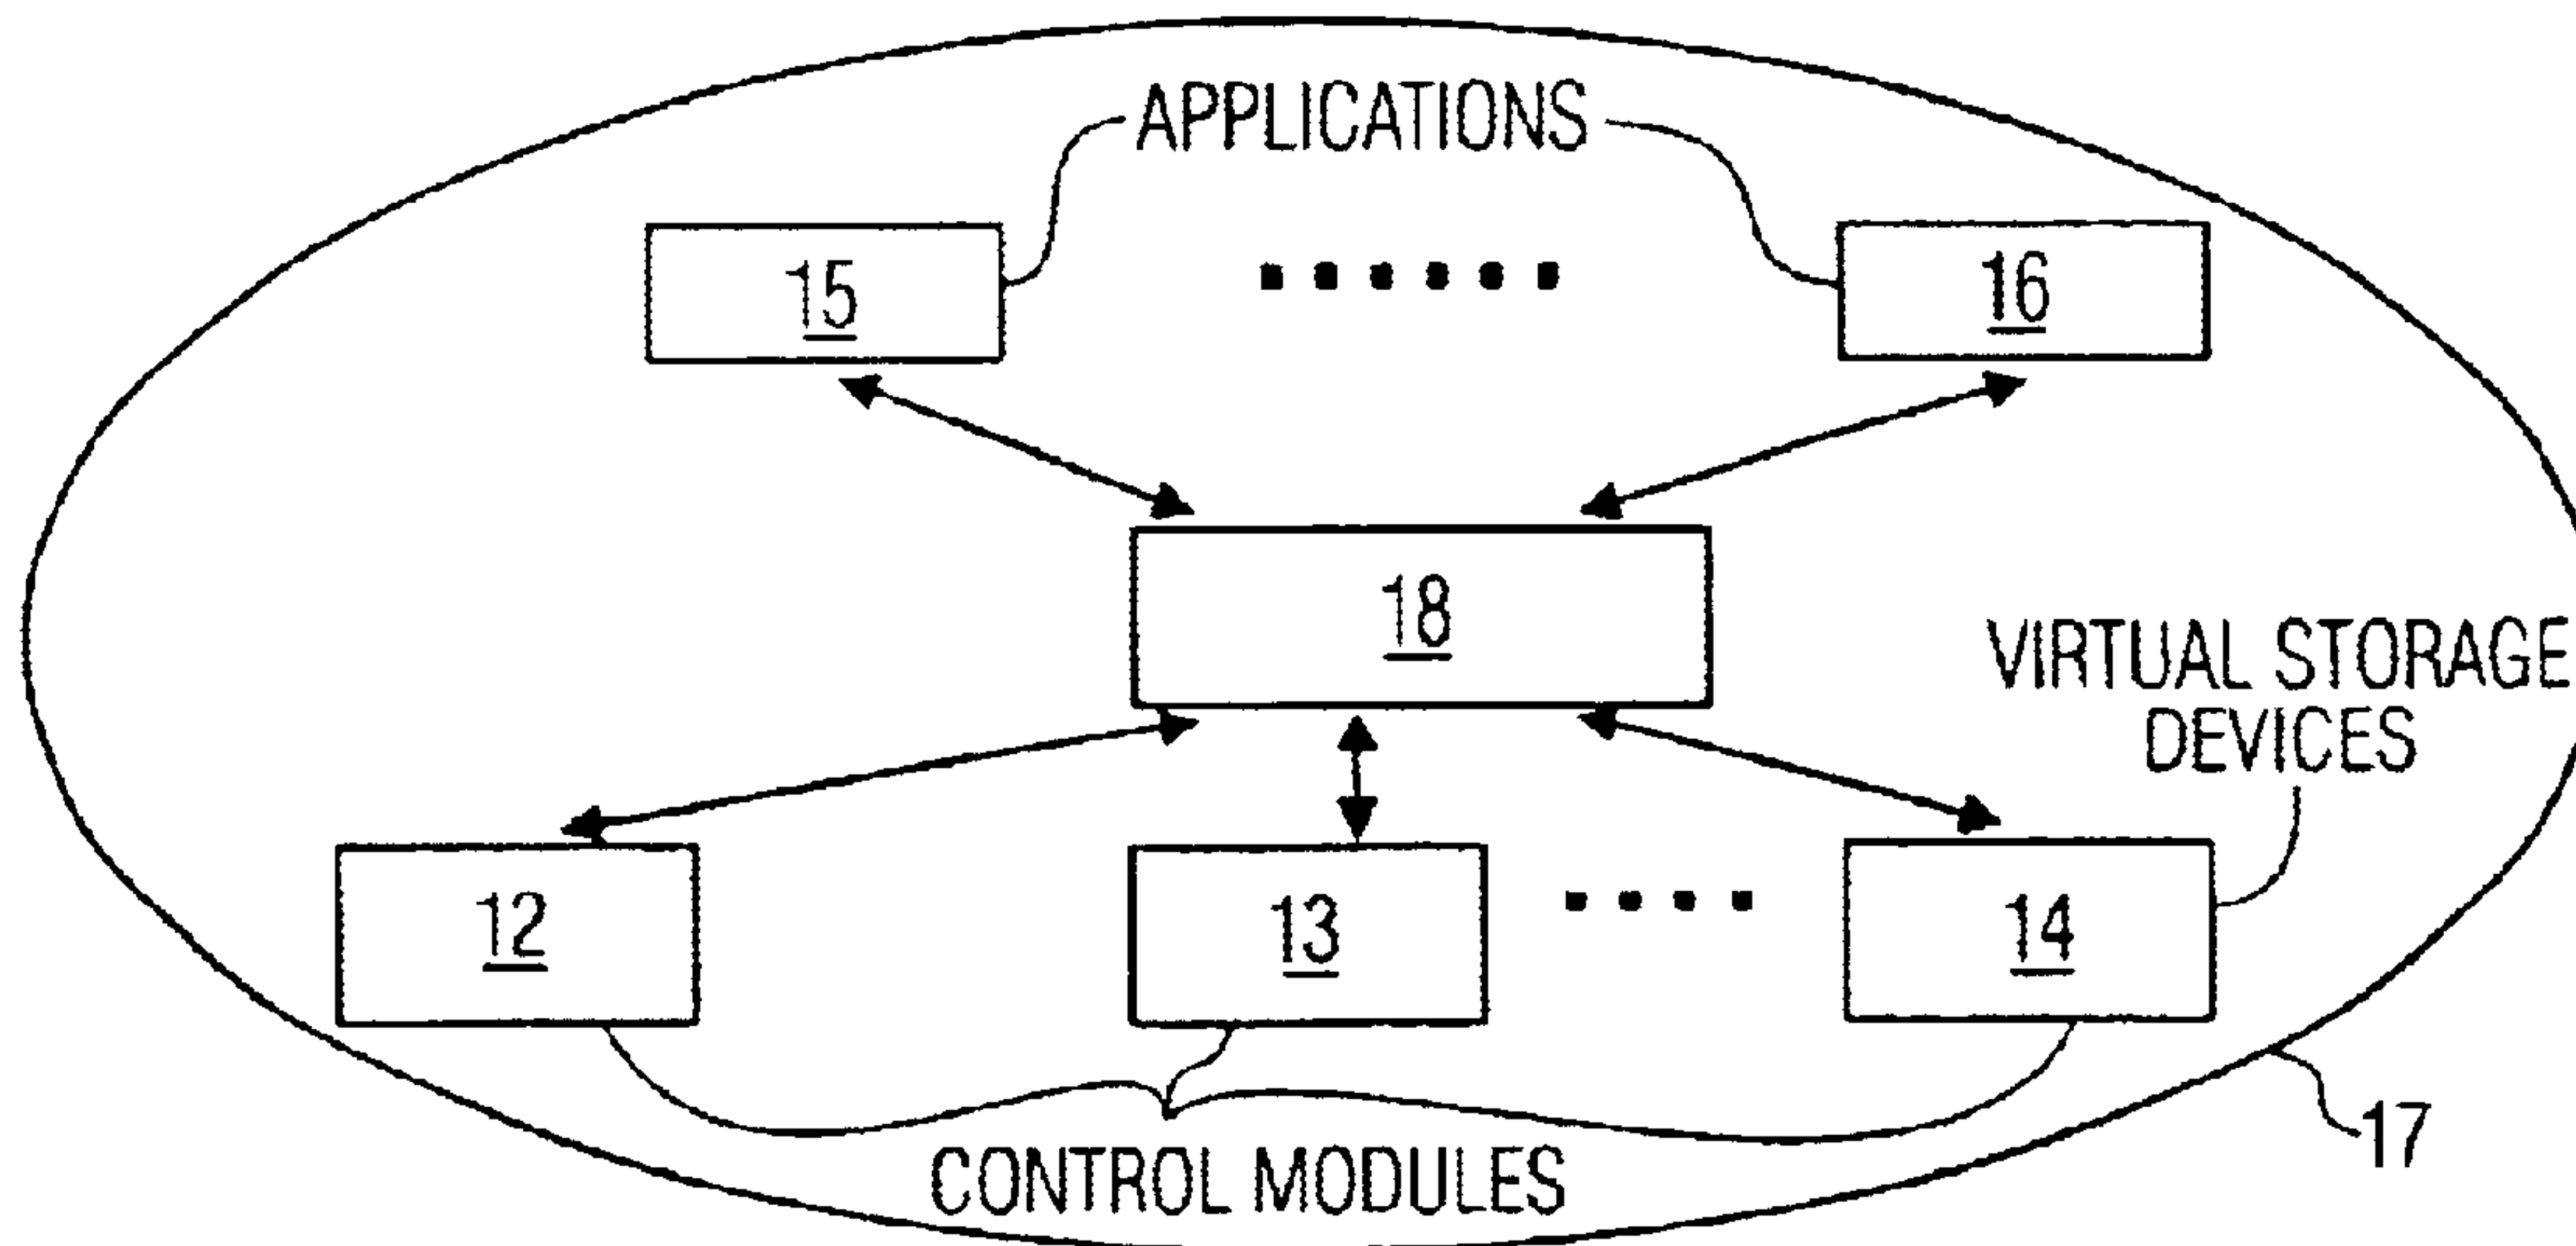 APPLICATIONS
15
16
18
VIRTUAL STORAGE
DEVICES
12
13
14
17
CONTROL MODULES